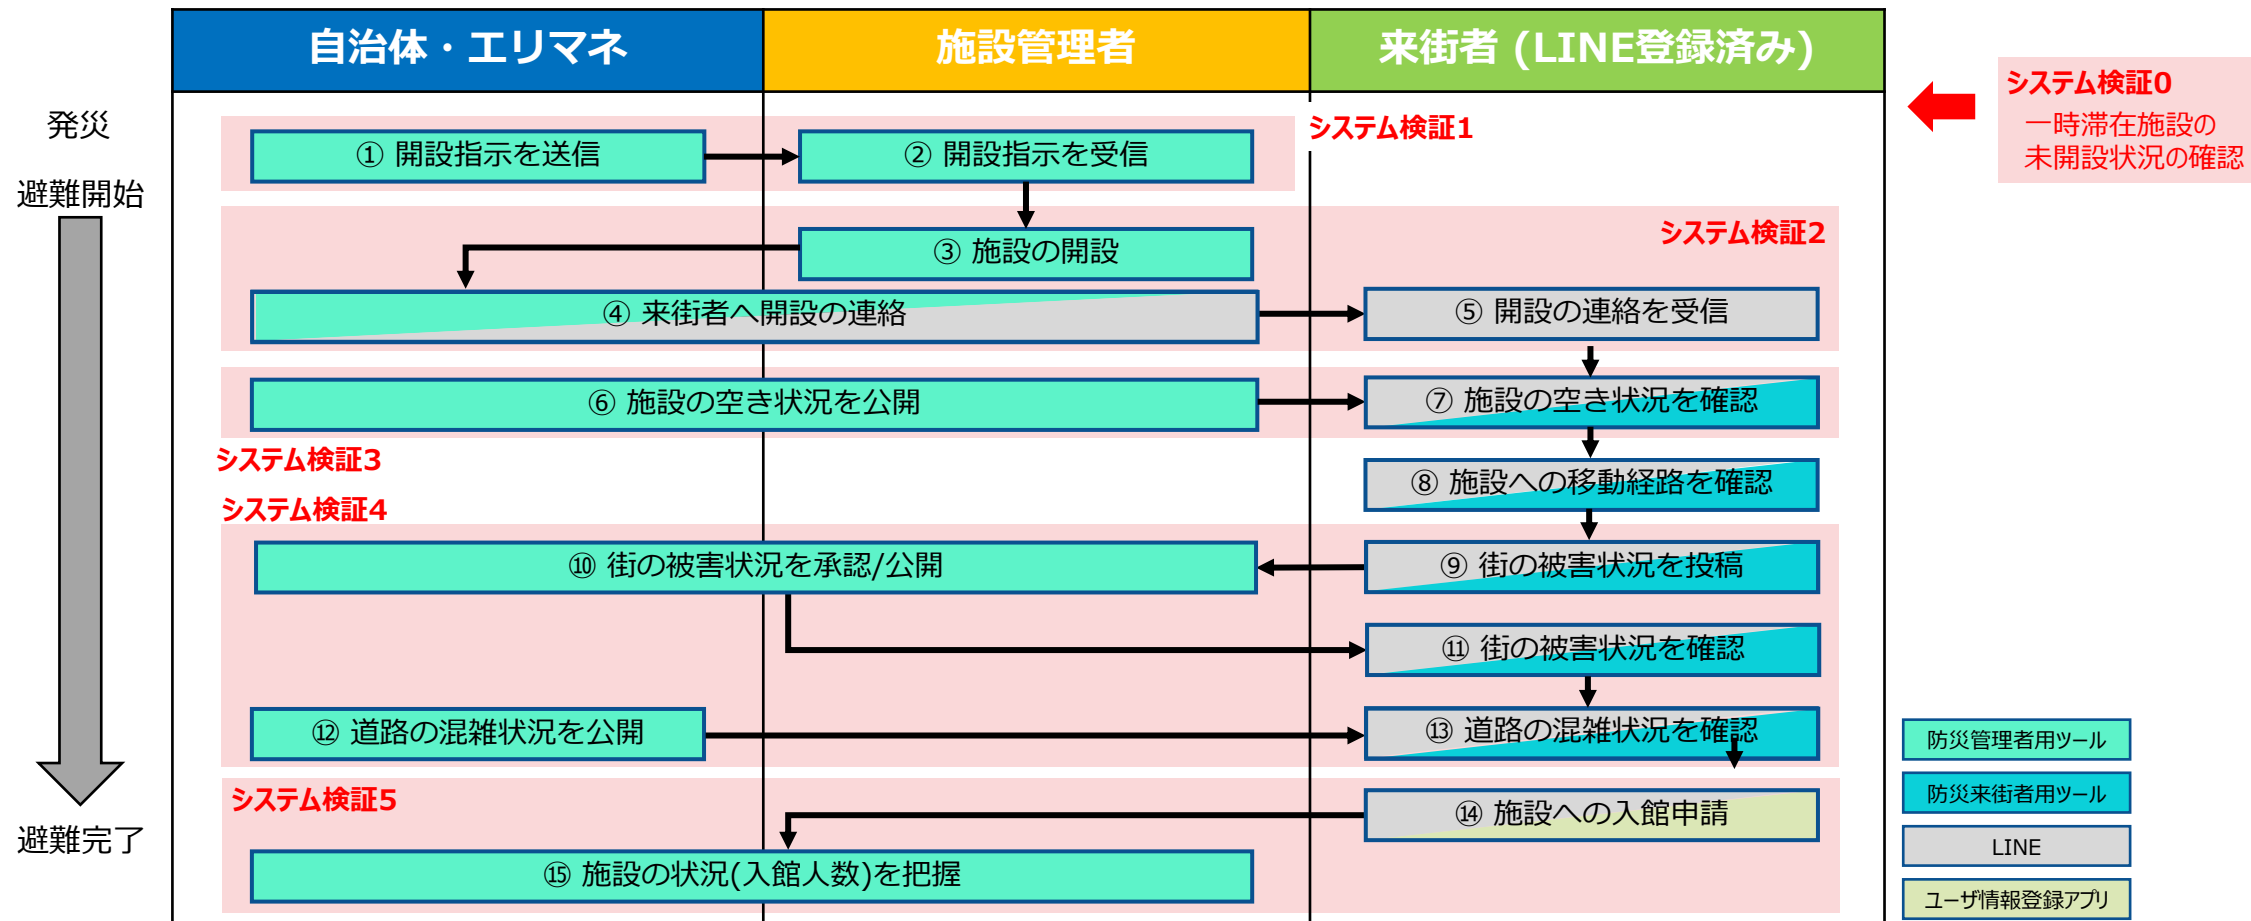 自治体・エリマネ
施設管理者
来街者 (LINE登録済み)
システム検証0
一時滞在施設の
未開設状況の確認
発災
避難開始
避難完了
システム検証1
① 開設指示を送信
② 開設指示を受信
システム検証2
③ 施設の開設
④ 来街者へ開設の連絡
⑤ 開設の連絡を受信
⑥ 施設の空き状況を公開
⑦ 施設の空き状況を確認
システム検証3
⑧ 施設への移動経路を確認
システム検証4
⑩ 街の被害状況を承認/公開
⑨ 街の被害状況を投稿
⑪ 街の被害状況を確認
⑫ 道路の混雑状況を公開
⑬ 道路の混雑状況を確認
システム検証5
⑭ 施設への入館申請
⑮ 施設の状況(入館人数)を把握
防災管理者用ツール
防災来街者用ツール
LINE
ユーザ情報登録アプリ